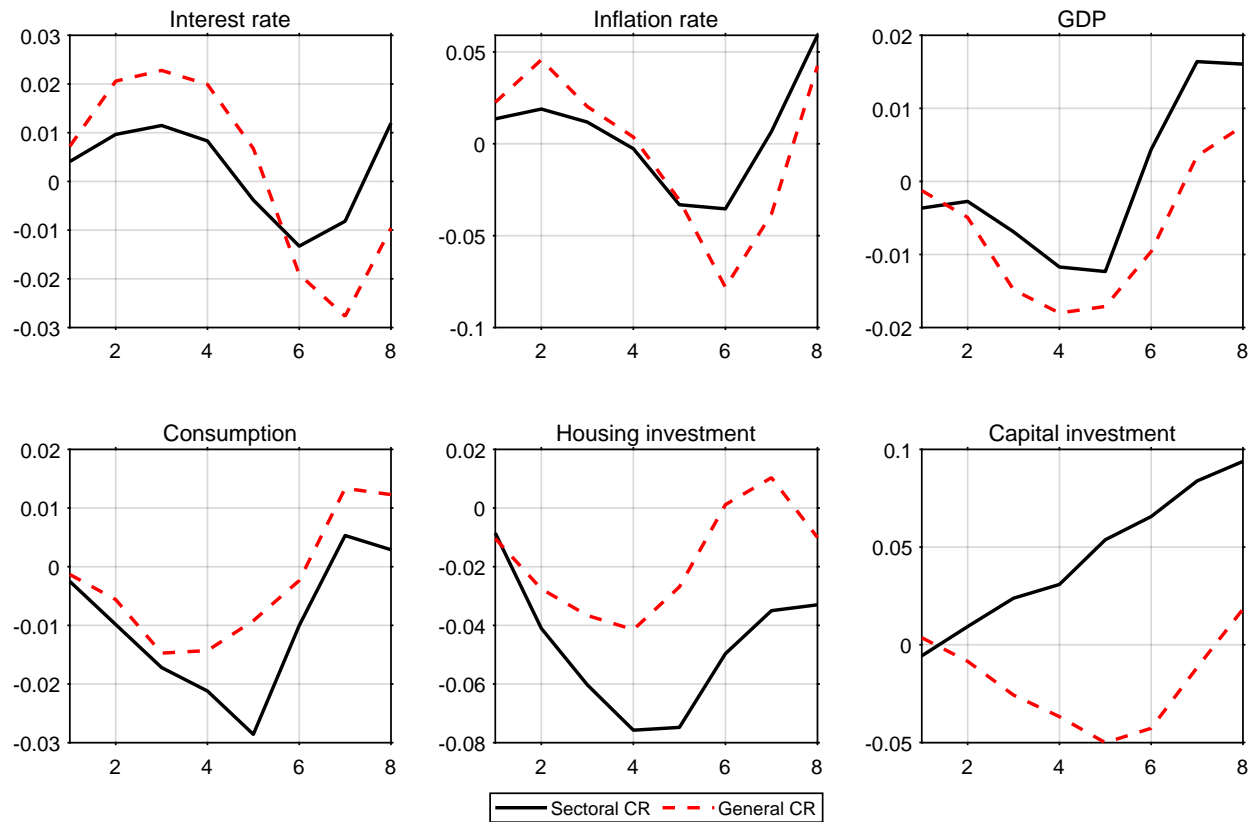 Interest rate
Inflation rate
GDP
0.03
0.02
0.01
0
-0.01
-0.02
-0.03
2 4 6 8
0.05
0
-0.05
-0.1
2 4 6 8
0.02
0.01
0
-0.01
-0.02
2 4 6 8
Consumption
Housing investment
Capital investment
0.02
0.01
0
-0.01
-0.02
-0.03
2 4 6 8
0.02
0
-0.02
-0.04
-0.06
-0.08
2 4 6 8
0.1
0.05
0
-0.05
2 4 6 8
Sectoral CR General CR